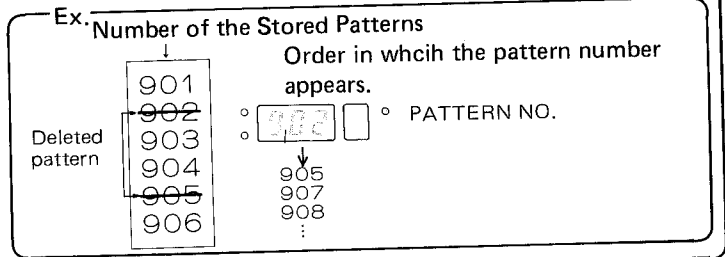 Ex.
Number of the Stored Patterns
Order in whcih the pattern number
appears.
901
902
903
904
905
906
Deleted
pattern
902
PATTERN NO.
905
907
908